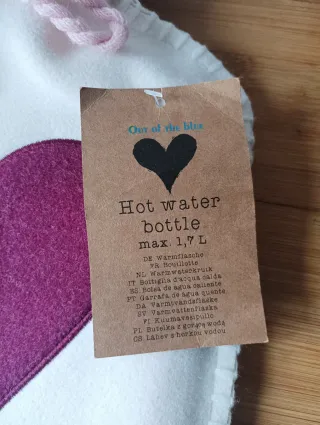 Out of the blue
Hot water
bottle
max. 1,7 L
DE Wärmflasche
FR Bouillotte
NL Warmwaterkruik
IT Bottiglia d'acqua calda
ES Bolsa de agua caliente
PT Garrafa de água quente
DA Varmvandsflaske
SV Varmvattenflaska
FI Kuumavesipullo
PL Butelka z gorącą wodą
CS Láhev s horkou vodou